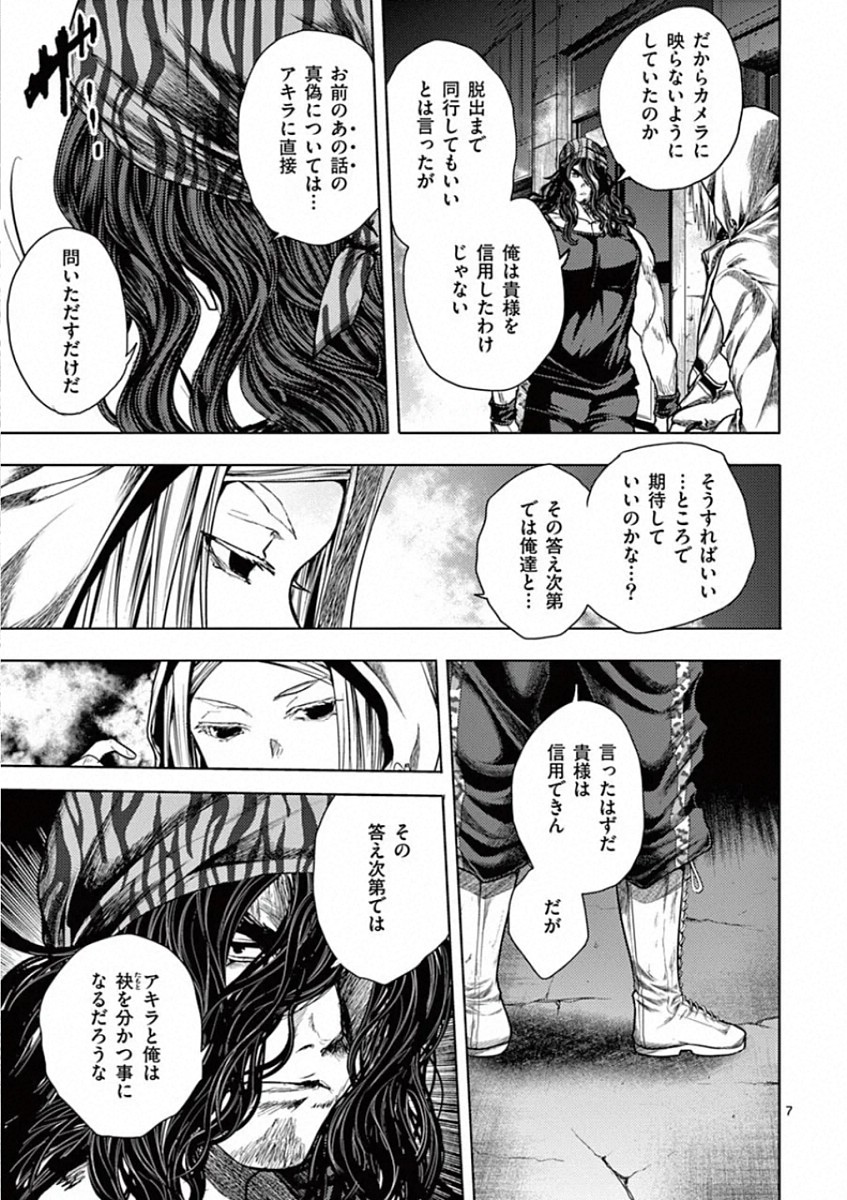 だからカメラに
映らないように
していたのか
脱出まで
同行してもいい
とは言ったが
俺は貴様を
信用したわけ
じゃない
お前のあの話の
真偽については…
アキラに直接
問いただすだけだ
ザッ
そうすればいい
…ところで
期待して
いいのかな…?
その答え次第
では俺達と…
言ったはずだ
貴様は
信用できん
だが
その
答え次第では
アキラと俺は
袂を分かつ事に
たもと
なるだろうな
7